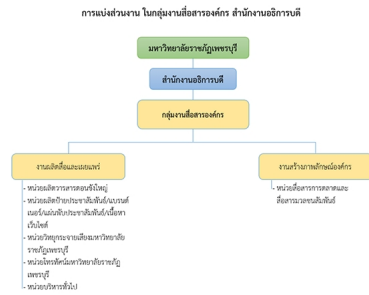 การแบ่งส่วนงาน ในกลุ่มงานสื่อสารองค์กร สำนักงานอธิการบดี
มหาวิทยาลัยราชภัฏเพชรบุรี
สำนักงานอธิการบดี
กลุ่มงานสื่อสารองค์กร
งานผลิตสื่อและเผยแพร่
- หน่วยผลิตวารสารดอนขังใหญ่
- หน่วยผลิตป้ายประชาสัมพันธ์/แบรนด์
เนอร์/แผ่นพับประชาสัมพันธ์/เนื้อหา
เว็บไซต์
- หน่วยวิทยุกระจายเสียงมหาวิทยาลัย
ราชภัฏเพชรบุรี
- หน่วยโทรทัศน์มหาวิทยาลัยราชภัฏ
เพชรบุรี
- หน่วยบริหารทั่วไป
งานสร้างภาพลักษณ์องค์กร
- หน่วยสื่อสารการตลาดและ
สื่อสารมวลชนสัมพันธ์